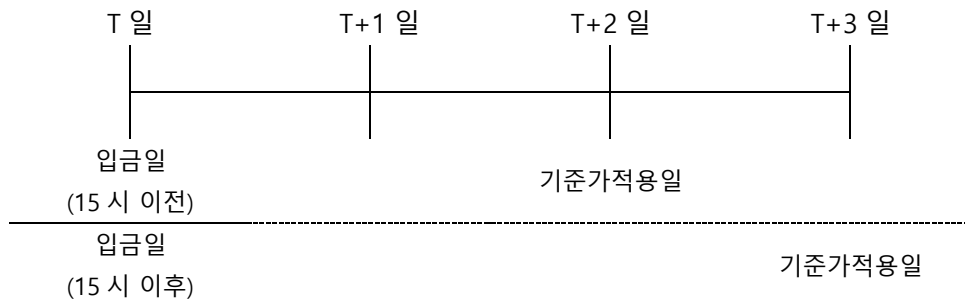 T 일 T+1 일 T+2 일 T+3 일
입금일
(15 시 이전)
기준가적용일
입금일
(15 시 이후)
기준가적용일